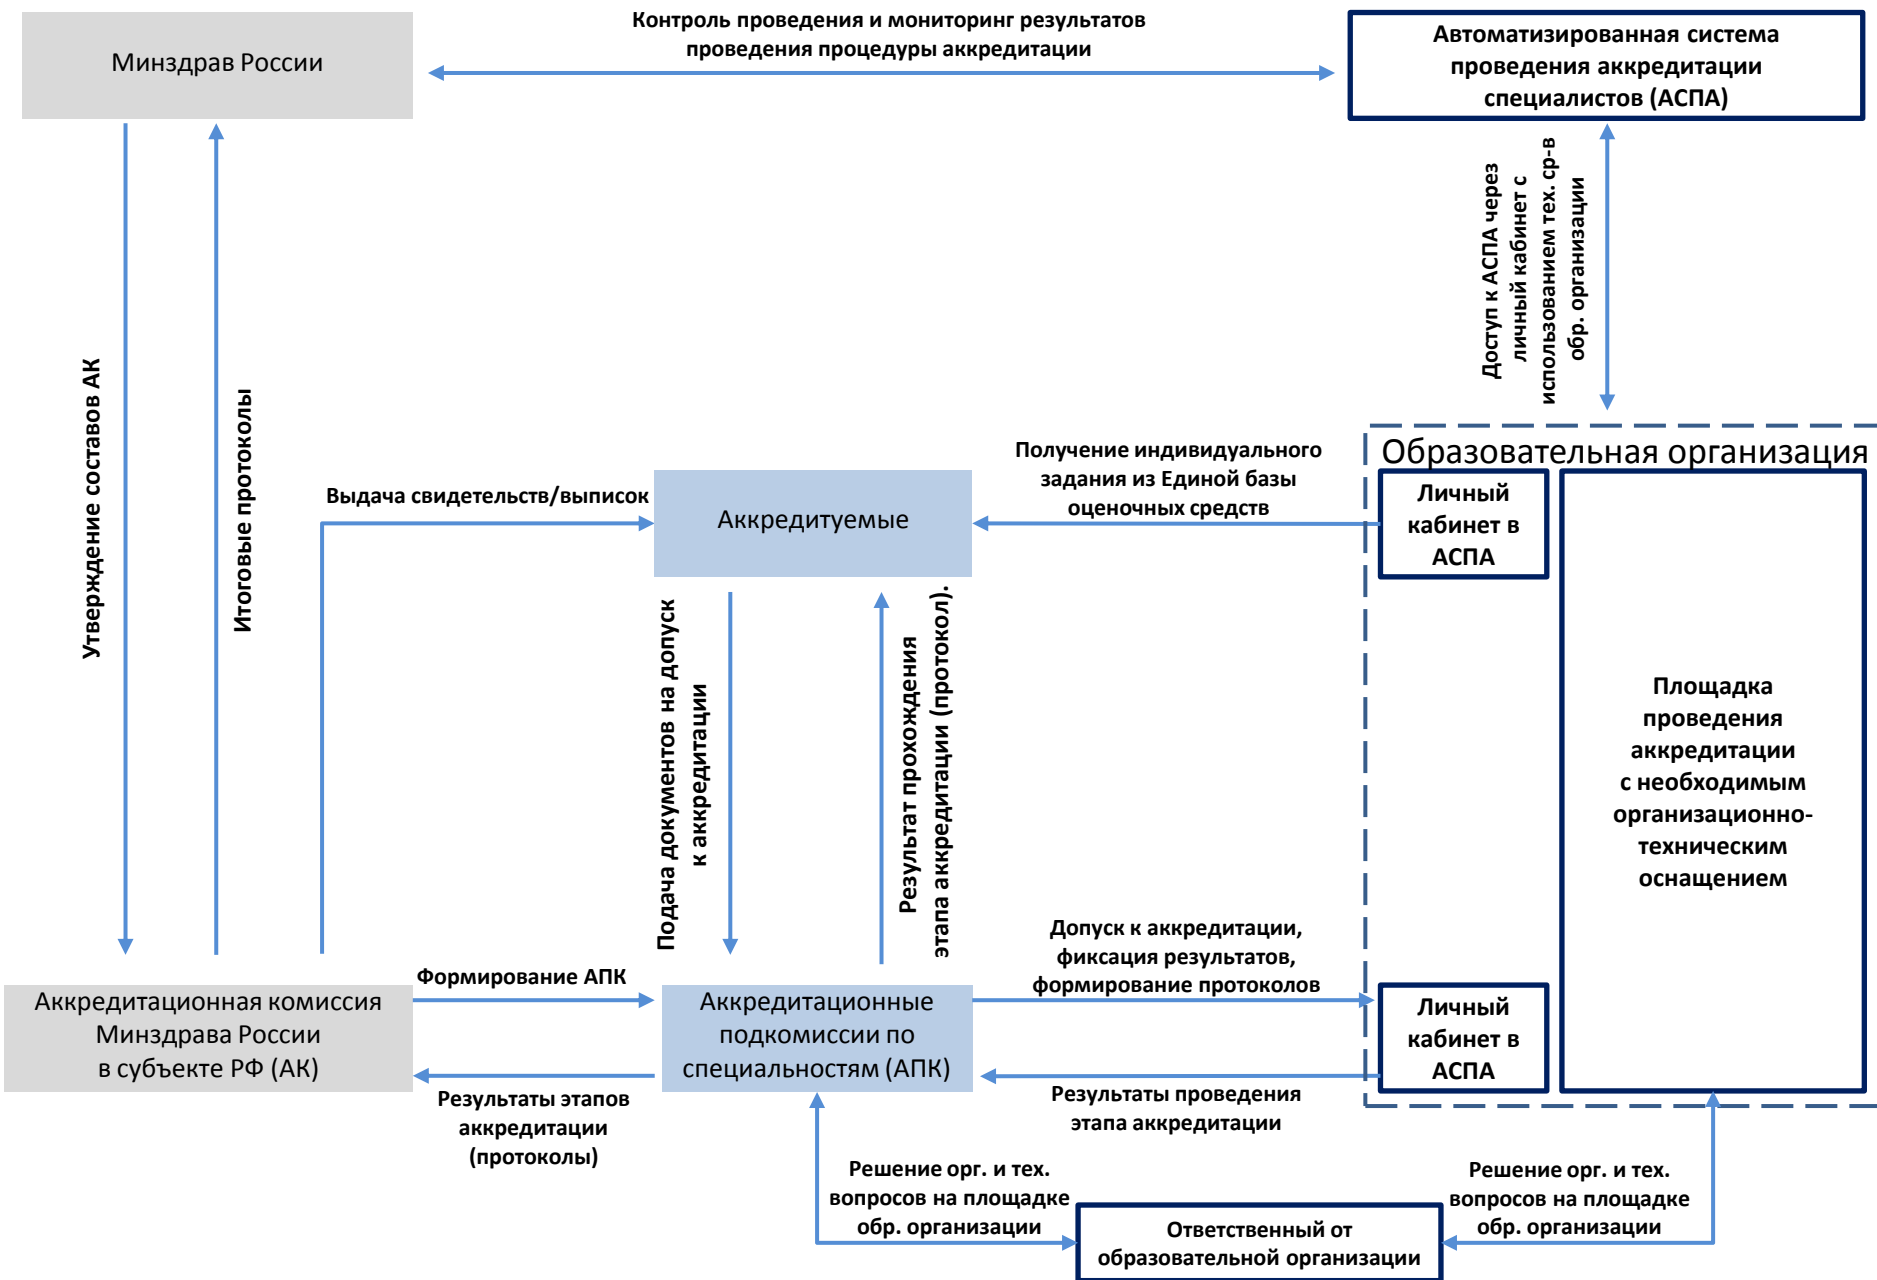 Минздрав России
Контроль проведения и мониторинг результатов
проведения процедуры аккредитации
Автоматизированная система
проведения аккредитации
специалистов (АСПА)
Доступ к АСПА через
личный кабинет с
использованием тех. ср-в
обр. организации
Утверждение составов АК
Итоговые протоколы
Выдача свидетельств/выписок
Аккредитуемые
Получение индивидуального
задания из Единой базы
оценочных средств
Образовательная организация
Личный
кабинет в
АСПА
Площадка
проведения
аккредитации
с необходимым
организационно-
техническим
оснащением
Подача документов на допуск
к аккредитации
Результат прохождения
этапа аккредитации (протокол).
Формирование АПК
Допуск к аккредитации,
фиксация результатов,
формирование протоколов
Аккредитационная комиссия
Минздрава России
в субъекте РФ (АК)
Аккредитационные
подкомиссии по
специальностям (АПК)
Личный
кабинет в
АСПА
Результаты этапов
аккредитации
(протоколы)
Результаты проведения
этапа аккредитации
Решение орг. и тех.
вопросов на площадке
обр. организации
Ответственный от
образовательной организации
Решение орг. и тех.
вопросов на площадке
обр. организации